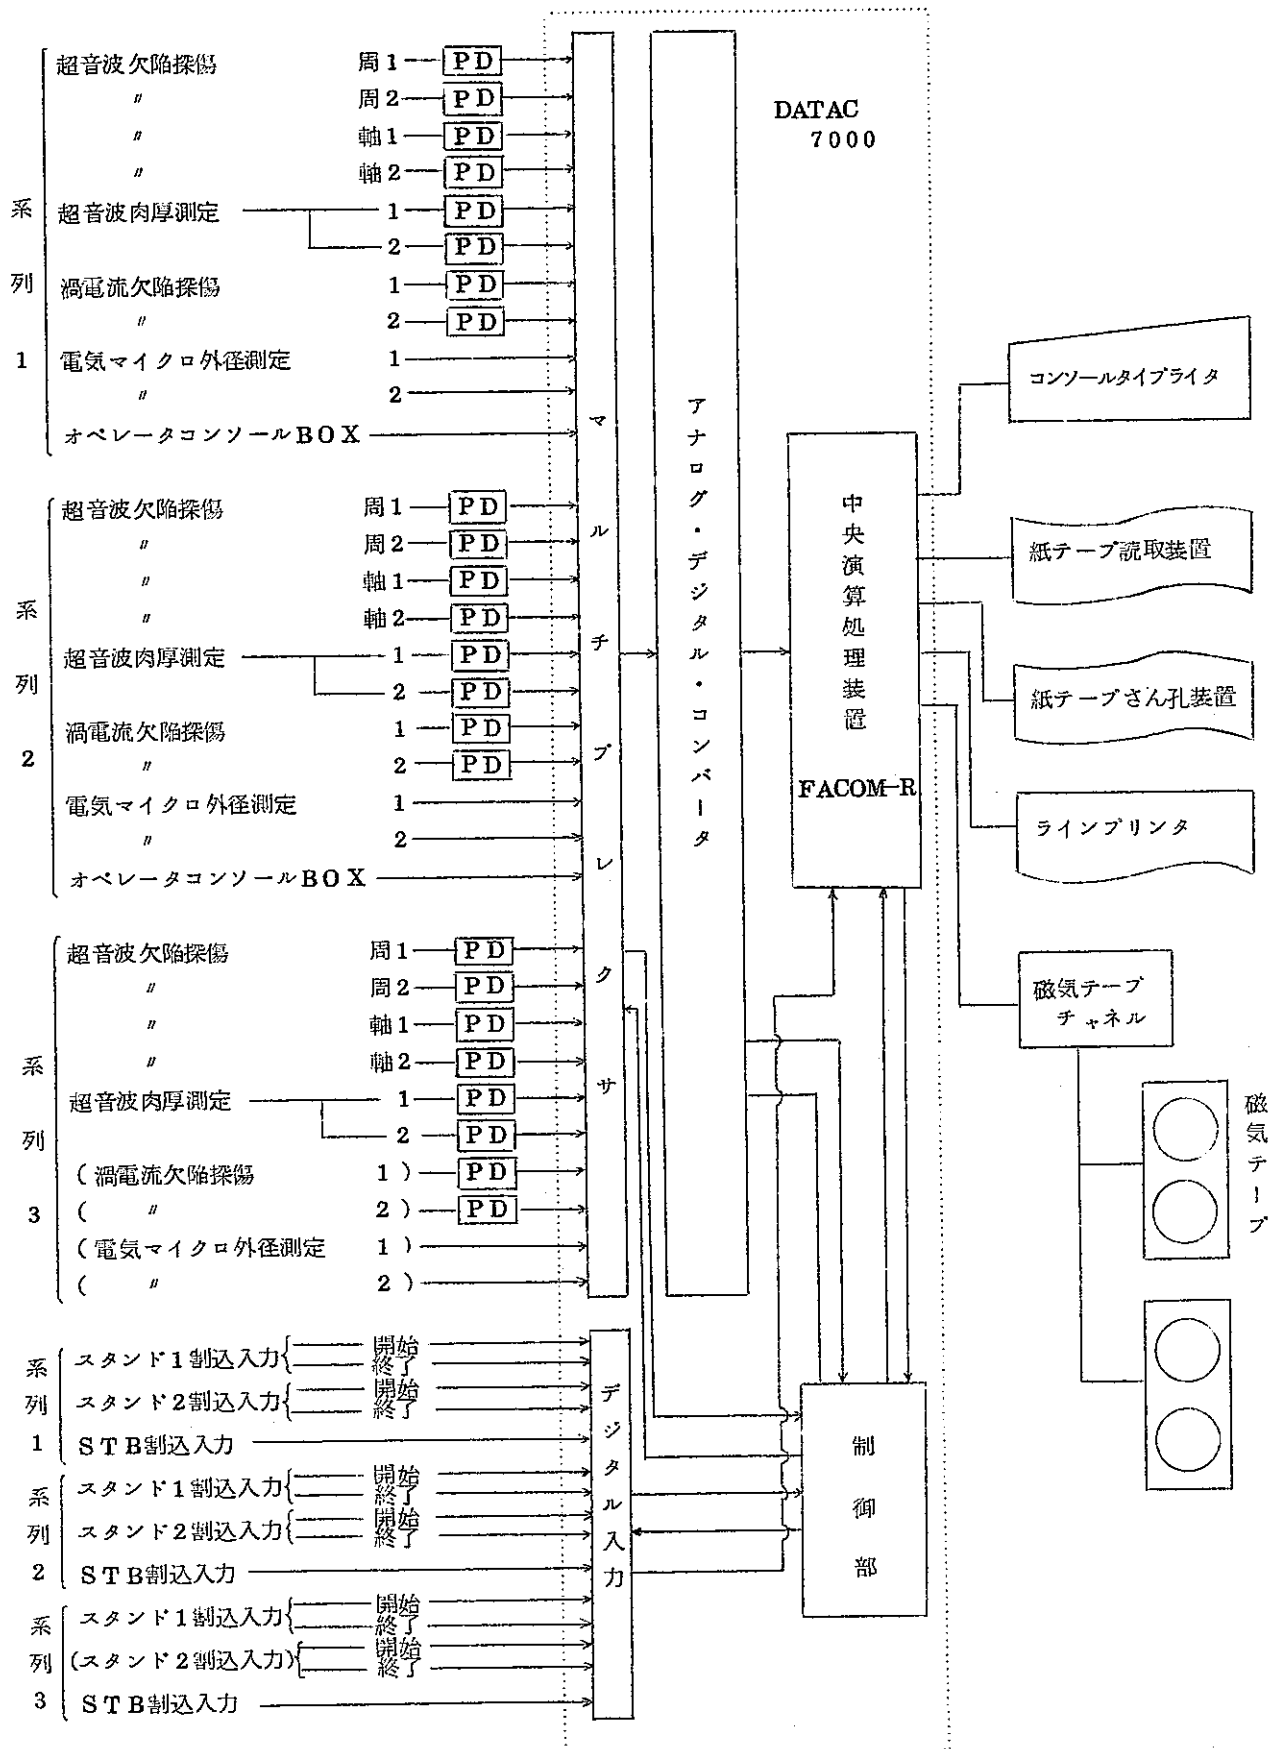 系列1
超音波欠陥探傷 周1 PD
〃 周2 PD
〃 軸1 PD
〃 軸2 PD
超音波肉厚測定 1 PD
2 PD
渦電流欠陥探傷 1 PD
〃 2 PD
電気マイクロ外径測定 1
〃 2
オペレータコンソールBOX
系列2
超音波欠陥探傷 周1 PD
〃 周2 PD
〃 軸1 PD
〃 軸2 PD
超音波肉厚測定 1 PD
2 PD
渦電流欠陥探傷 1 PD
〃 2 PD
電気マイクロ外径測定 1
〃 2
オペレータコンソールBOX
系列3
超音波欠陥探傷 周1 PD
〃 周2 PD
〃 軸1 PD
〃 軸2 PD
超音波肉厚測定 1 PD
2 PD
(渦電流欠陥探傷 1) PD
(〃 2) PD
(電気マイクロ外径測定 1)
(〃 2)
系列1
スタンド1割込入力 開始
終了
スタンド2割込入力 開始
終了
STB割込入力
系列2
スタンド1割込入力 開始
終了
スタンド2割込入力 開始
終了
STB割込入力
系列3
スタンド1割込入力 開始
終了
(スタンド2割込入力) 開始
終了
STB割込入力
マルチプレクサ
デジタル入力
アナログ・デジタル・コンバータ
DATAC
7000
中央演算処理装置
FACOM-R
制御部
コンソールタイプライタ
紙テープ読取装置
紙テープさん孔装置
ラインプリンタ
磁気テープ
チャネル
磁気テープ